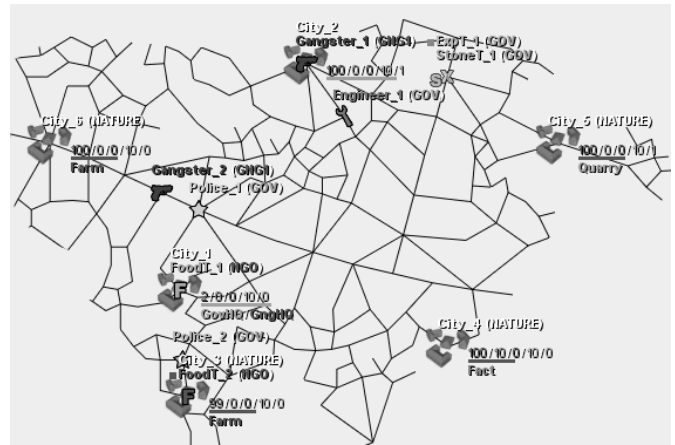 City_2
Gangster_1 (GNG1)
100/0/0/10/1
ExpT_1 (GOV)
StoneT_1 (GOV)
S X
Engineer_1 (GOV)
City_6 (NATURE)
100/0/0/10/0
Farm
City_5 (NATURE)
100/0/0/10/1
Quarry
Gangster_2 (GNG1)
Police_1 (GOV)
City_1
FoodT_1 (NGO)
F
2/0/0/10/0
GovHQ/GngHQ
Police_2 (GOV)
City_3 (NATURE)
FoodT_2 (NGO)
F
99/0/0/10/0
Farm
City_4 (NATURE)
100/10/0/10/0
Fact